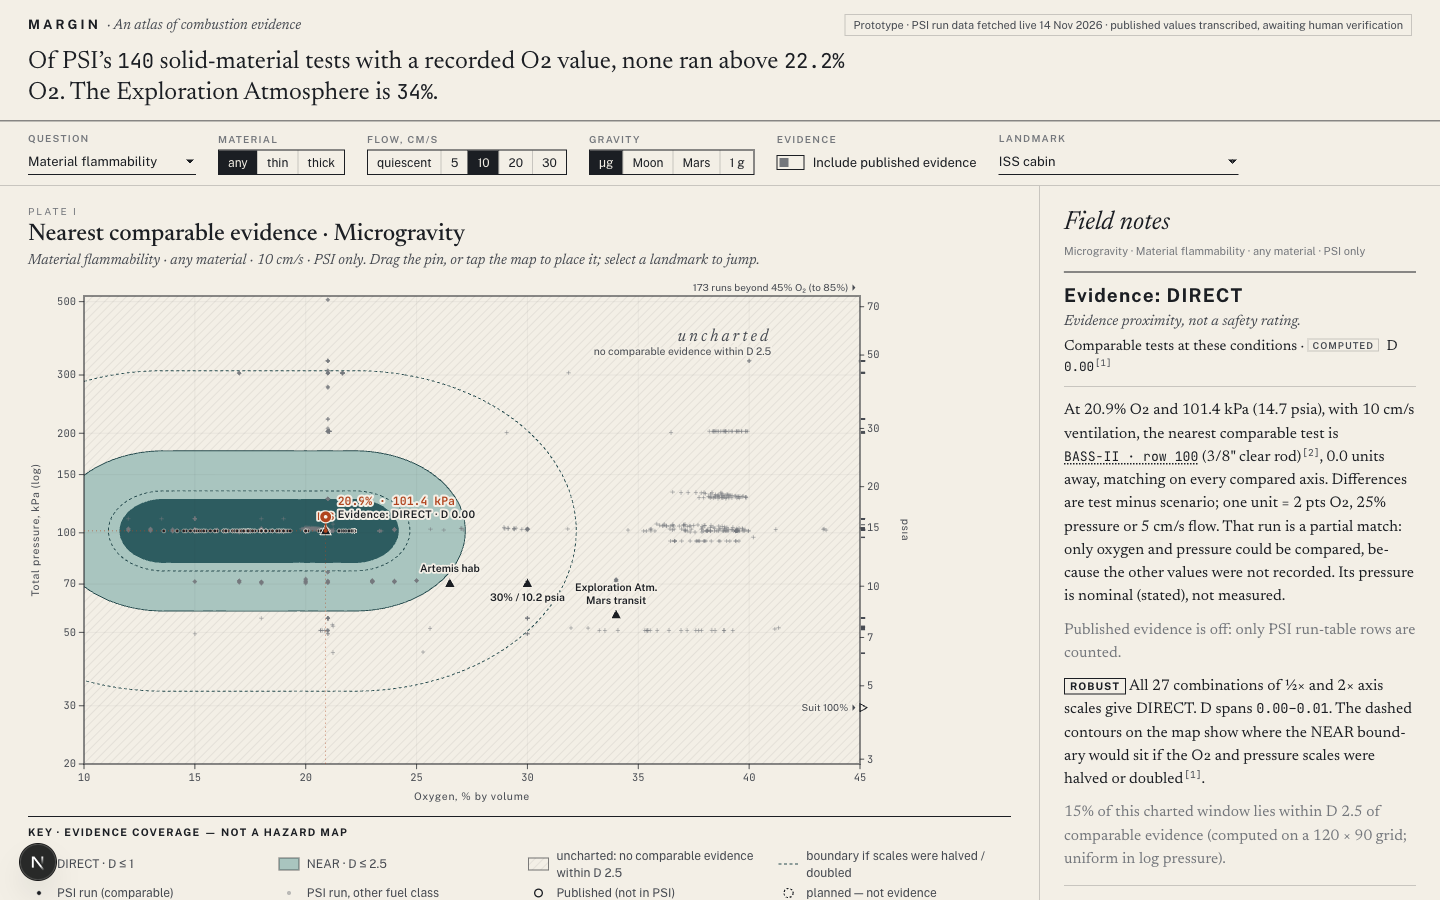 MARGIN · An atlas of combustion evidence
Prototype · PSI run data fetched live 14 Nov 2026 · published values transcribed, awaiting human verification
Of PSI’s 140 solid-material tests with a recorded O2 value, none ran above 22.2%
O2. The Exploration Atmosphere is 34%.
QUESTION
Material flammability
MATERIAL
any thin thick
FLOW, CM/S
quiescent 5 10 20 30
GRAVITY
µg Moon Mars 1 g
EVIDENCE
Include published evidence
LANDMARK
ISS cabin
PLATE I
Nearest comparable evidence · Microgravity
Material flammability · any material · 10 cm/s · PSI only. Drag the pin, or tap the map to place it; select a landmark to jump.
173 runs beyond 45% O₂ (to 85%)
uncharted
no comparable evidence within D 2.5
20.9% · 101.4 kPa
Evidence: DIRECT · D 0.00
Artemis hab
30% / 10.2 psia
Exploration Atm.
Mars transit
Suit 100%
Total pressure, kPa (log)
500
300
200
150
100
70
50
30
20
psia
70
50
30
20
15
10
7
5
3
10 15 20 25 30 35 40 45
Oxygen, % by volume
KEY · EVIDENCE COVERAGE — NOT A HAZARD MAP
N
DIRECT · D ≤ 1
NEAR · D ≤ 2.5
uncharted: no comparable evidence
within D 2.5
boundary if scales were halved /
doubled
PSI run (comparable)
PSI run, other fuel class
Published (not in PSI)
planned — not evidence
Field notes
Microgravity · Material flammability · any material · PSI only
Evidence: DIRECT
Evidence proximity, not a safety rating.
Comparable tests at these conditions · COMPUTED D
0.00[1]
At 20.9% O2 and 101.4 kPa (14.7 psia), with 10 cm/s
ventilation, the nearest comparable test is
BASS-II · row 100 (3/8" clear rod)[2], 0.0 units
away, matching on every compared axis. Differences
are test minus scenario; one unit = 2 pts O2, 25%
pressure or 5 cm/s flow. That run is a partial match:
only oxygen and pressure could be compared, be-
cause the other values were not recorded. Its pressure
is nominal (stated), not measured.
Published evidence is off: only PSI run-table rows are
counted.
ROBUST All 27 combinations of ½× and 2× axis
scales give DIRECT. D spans 0.00–0.01. The dashed
contours on the map show where the NEAR bound-
ary would sit if the O2 and pressure scales were
halved or doubled[1].
15% of this charted window lies within D 2.5 of
comparable evidence (computed on a 120 × 90 grid;
uniform in log pressure).